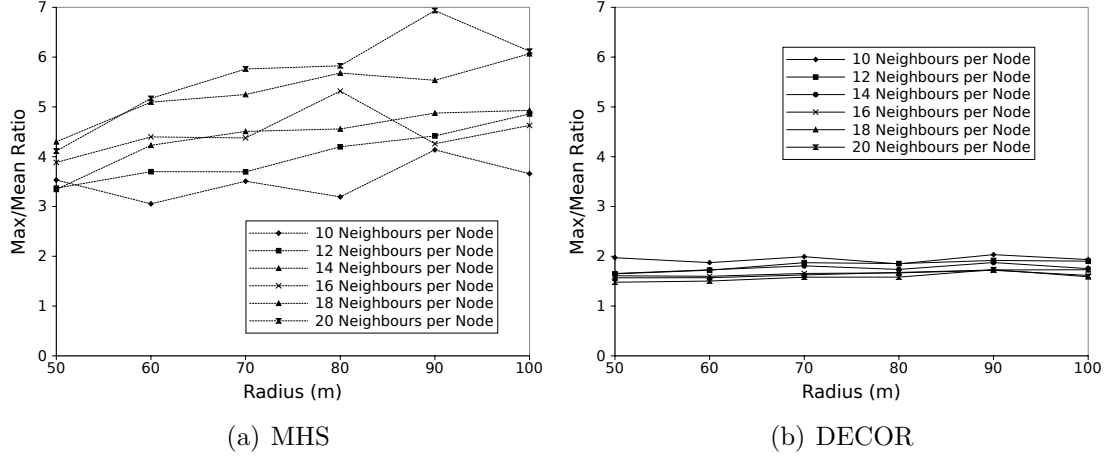 7
6
5
4
3
2
1
0
Max/Mean Ratio
10 Neighbours per Node
12 Neighbours per Node
14 Neighbours per Node
16 Neighbours per Node
18 Neighbours per Node
20 Neighbours per Node
50 60 70 80 90 100
Radius (m)
(a) MHS
7
6
5
4
3
2
1
0
Max/Mean Ratio
10 Neighbours per Node
12 Neighbours per Node
14 Neighbours per Node
16 Neighbours per Node
18 Neighbours per Node
20 Neighbours per Node
50 60 70 80 90 100
Radius (m)
(b) DECOR